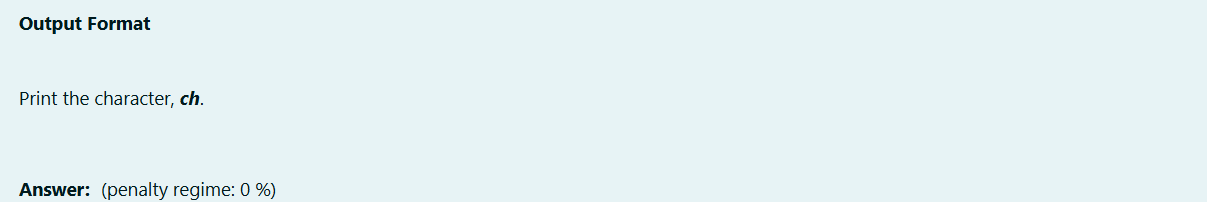 Output Format
Print the character, ch.
Answer: (penalty regime: 0 %)